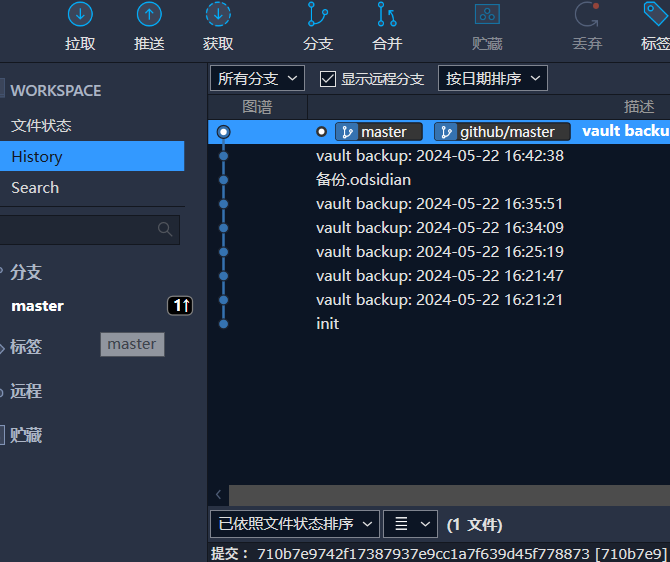 拉取 推送 获取 分支 合并 贮藏 丢弃 标签
WORKSPACE
文件状态
History
Search
分支
master 1↑
标签
master
远程
贮藏
所有分支 显示远程分支 按日期排序
图谱 描述
master github/master vault backu
vault backup: 2024-05-22 16:42:38
备份.odsidian
vault backup: 2024-05-22 16:35:51
vault backup: 2024-05-22 16:34:09
vault backup: 2024-05-22 16:25:19
vault backup: 2024-05-22 16:21:47
vault backup: 2024-05-22 16:21:21
init
已依照文件状态排序 (1 文件)
提交： 710b7e9742f17387937e9cc1a7f639d45f778873 [710b7e9]